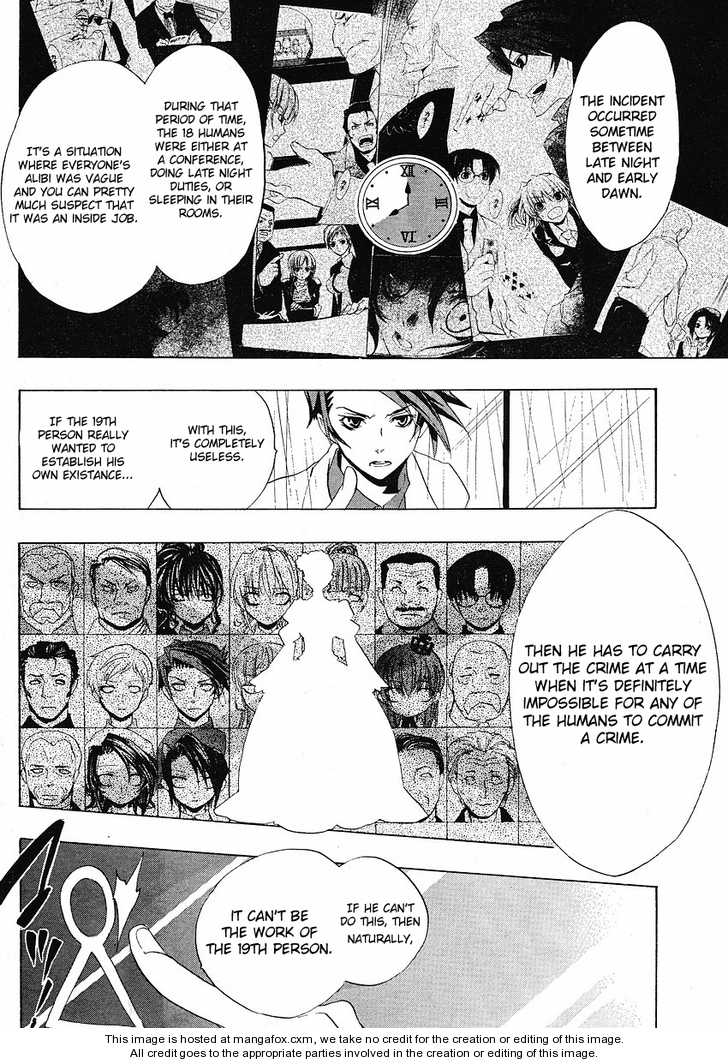 THE INCIDENT
OCCURRED
SOMETIME
BETWEEN
LATE NIGHT
AND EARLY
DAWN.
DURING THAT
PERIOD OF TIME,
THE 18 HUMANS
WERE EITHER AT
A CONFERENCE,
DOING LATE NIGHT
DUTIES, OR
SLEEPING IN THEIR
ROOMS.
IT'S A SITUATION
WHERE EVERYONE'S
ALIBI WAS VAGUE
AND YOU CAN PRETTY
MUCH SUSPECT THAT
IT WAS AN INSIDE JOB.
XII
III
VI
IX
WITH THIS,
IT'S COMPLETELY
USELESS.
IF THE 19TH
PERSON REALLY
WANTED TO
ESTABLISH HIS
OWN EXISTANCE...
THEN HE HAS TO CARRY
OUT THE CRIME AT A TIME
WHEN IT'S DEFINITELY
IMPOSSIBLE FOR ANY OF
THE HUMANS TO COMMIT
A CRIME.
IF HE CAN'T
DO THIS, THEN
NATURALLY,
IT CAN'T BE
THE WORK OF
THE 19TH PERSON.
This image is hosted at mangafox.cxm, we take no credit for the creation or editing of this image.
All credit goes to the appropriate parties involved in the creation or editing of this image.